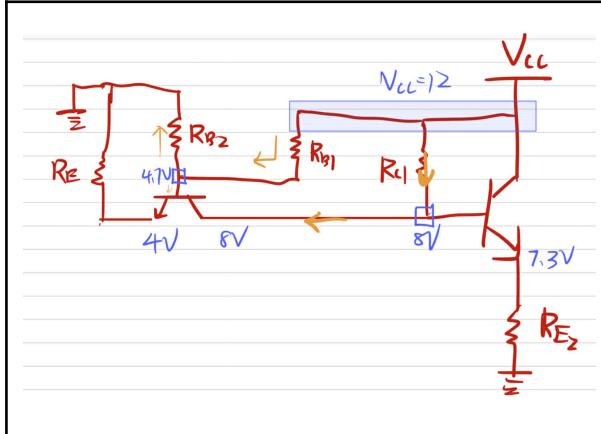 VCC
VCC=12
RB2
RB1
RC1
RE
4.7V
4V
8V
8V
7.3V
RE2